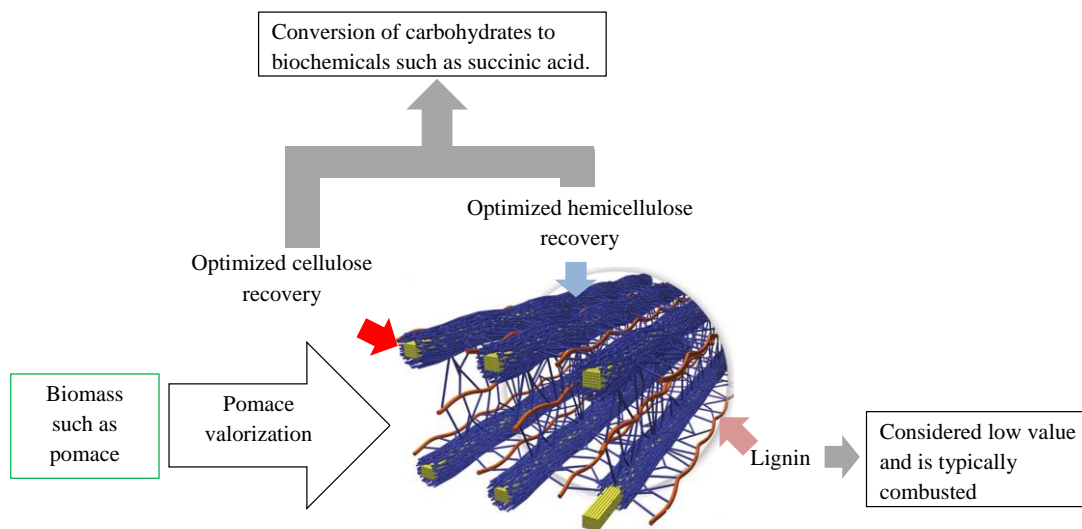 Conversion of carbohydrates to
biochemicals such as succinic acid.
Optimized hemicellulose
recovery
Optimized cellulose
recovery
Biomass
such as
pomace
Pomace
valorization
Lignin
Considered low value
and is typically
combusted